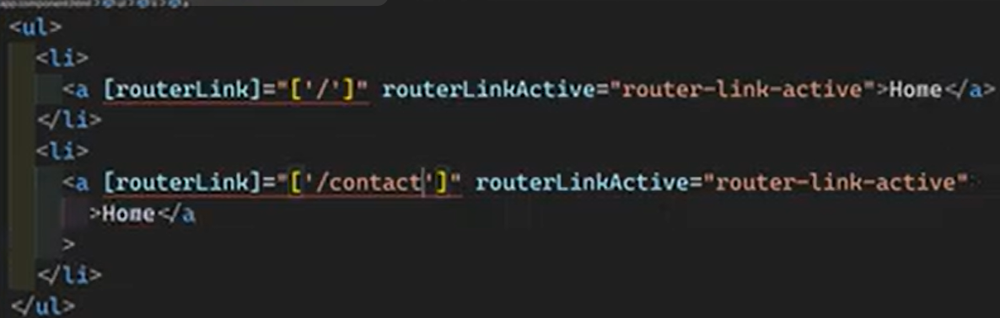 <ul>
<li>
<a [routerLink]="['/']" routerLinkActive="router-link-active">Home</a>
</li>
<li>
<a [routerLink]="['/contact']" routerLinkActive="router-link-active"
>Home</a
>
</li>
</ul>